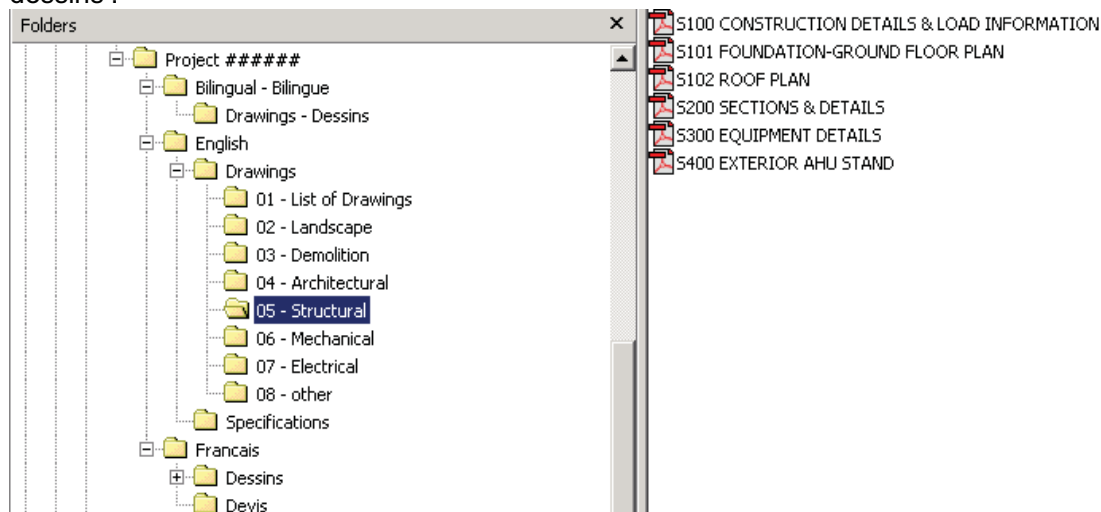 dessins :
Folders
Project ######
Bilingual - Bilingue
Drawings - Dessins
English
Drawings
01 - List of Drawings
02 - Landscape
03 - Demolition
04 - Architectural
05 - Structural
06 - Mechanical
07 - Electrical
08 - other
Specifications
Francais
Dessins
Devis
S100 CONSTRUCTION DETAILS & LOAD INFORMATION
S101 FOUNDATION-GROUND FLOOR PLAN
S102 ROOF PLAN
S200 SECTIONS & DETAILS
S300 EQUIPMENT DETAILS
S400 EXTERIOR AHU STAND